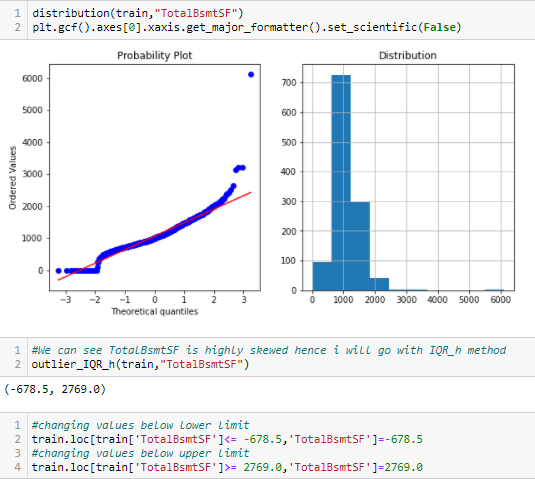 1 distribution(train,"TotalBsmtSF")
2 plt.gcf().axes[0].xaxis.get_major_formatter().set_scientific(False)
Probability Plot
Distribution
6000
5000
4000
3000
2000
1000
0
Ordered Values
−3 −2 −1 0 1 2 3
Theoretical quantiles
700
600
500
400
300
200
100
0
0 1000 2000 3000 4000 5000 6000
1 #We can see TotalBsmtSF is highly skewed hence i will go with IQR_h method
2 outlier_IQR_h(train,"TotalBsmtSF")
(-678.5, 2769.0)
1 #changing values below lower limit
2 train.loc[train['TotalBsmtSF']<= -678.5,'TotalBsmtSF']=-678.5
3 #changing values below upper limit
4 train.loc[train['TotalBsmtSF']>= 2769.0,'TotalBsmtSF']=2769.0